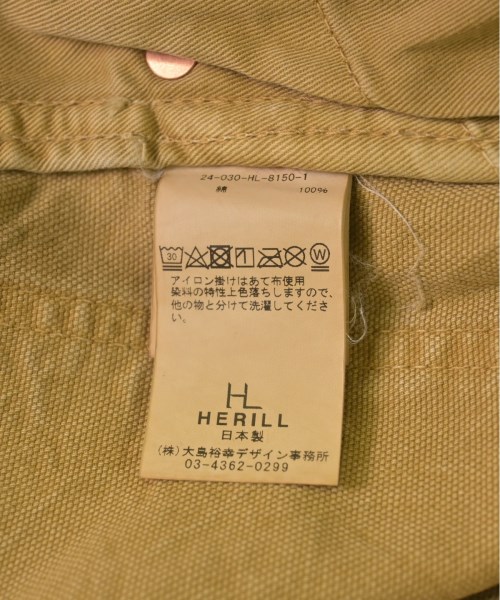 24-030-HL-8150-1
綿 100%
30 W
アイロン掛けはあて布使用
染料の特性上色落ちしますので、
他の物と分けて洗濯してくださ
い。
HL
HERILL
日本製
(株)大島裕幸デザイン事務所
03-4362-0299